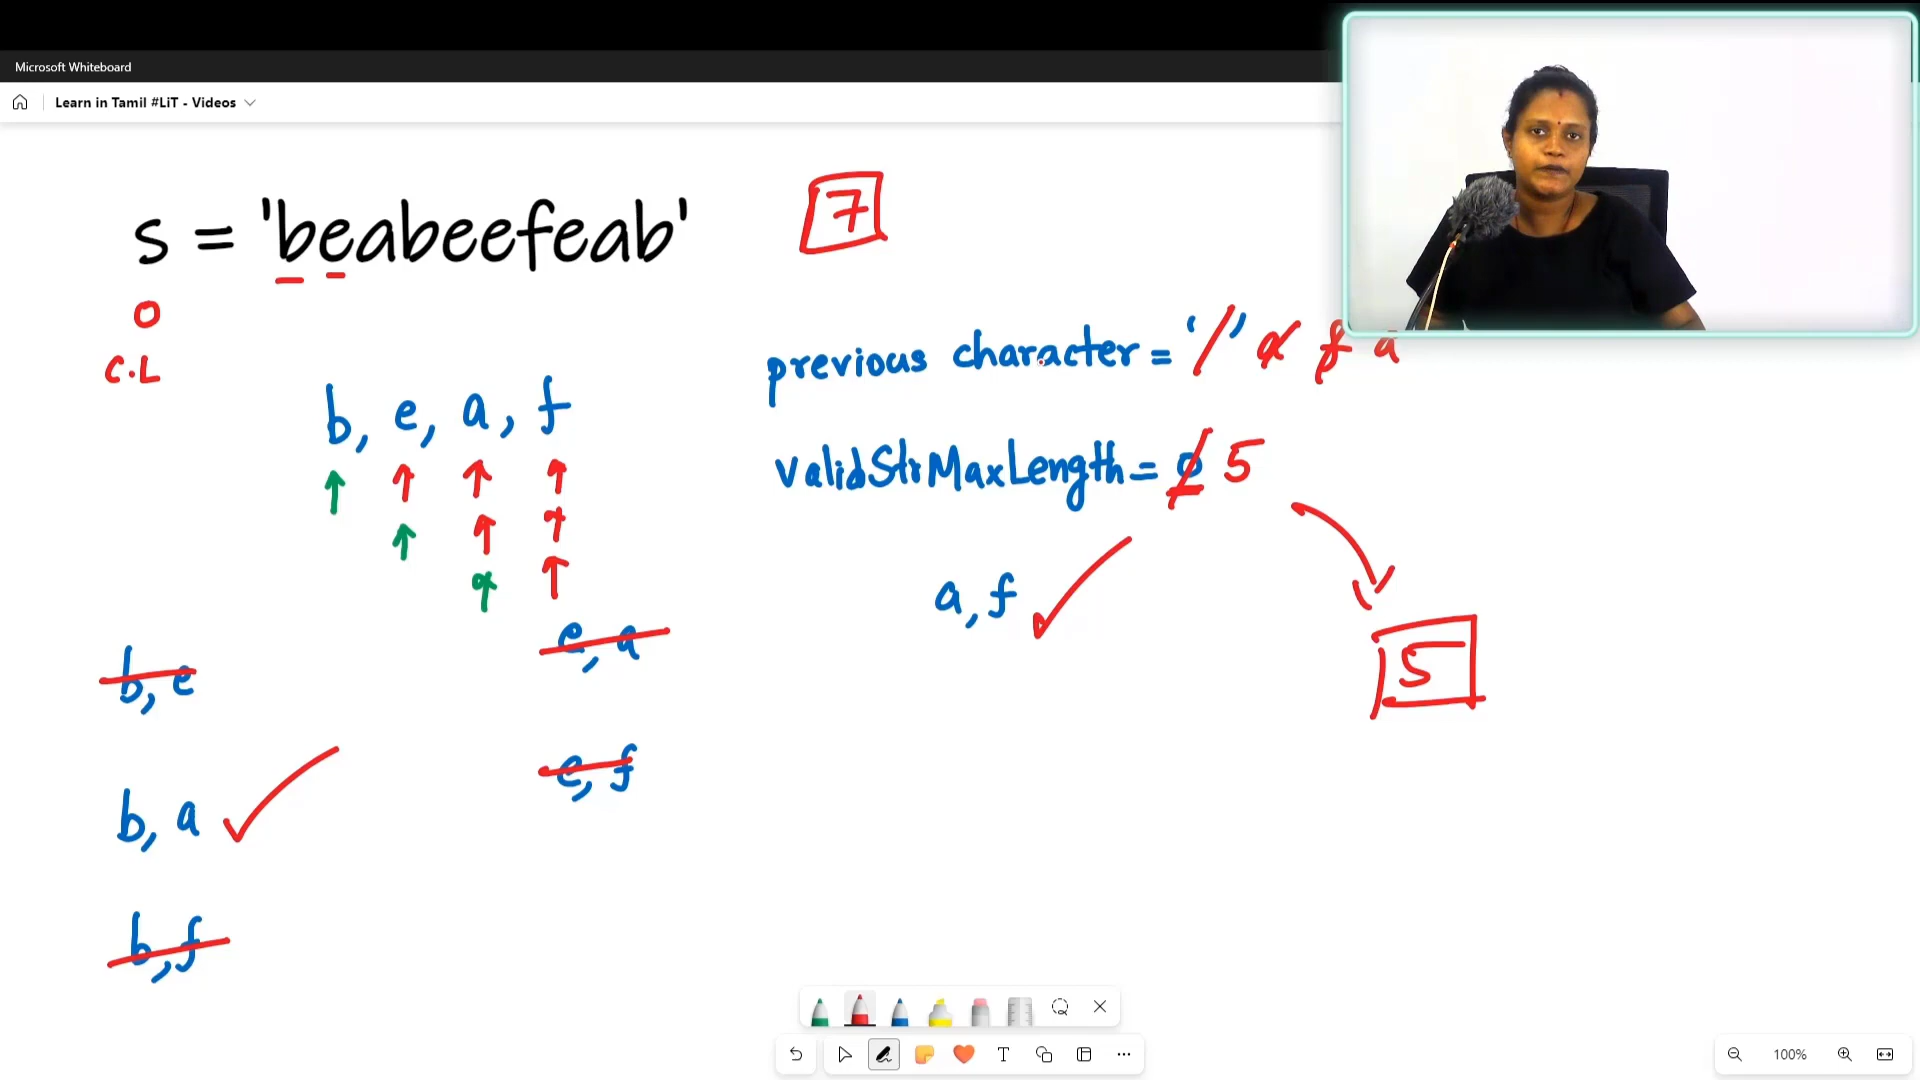 Microsoft Whiteboard
Learn in Tamil #LiT - Videos
s = 'beabeefeab'
7
0
C.L
previous character = ' ' a f a
b, e, a, f
validStrMaxLength = 0 5
a, f
e, a
5
b, e
e, f
b, a
b, f
T
100%